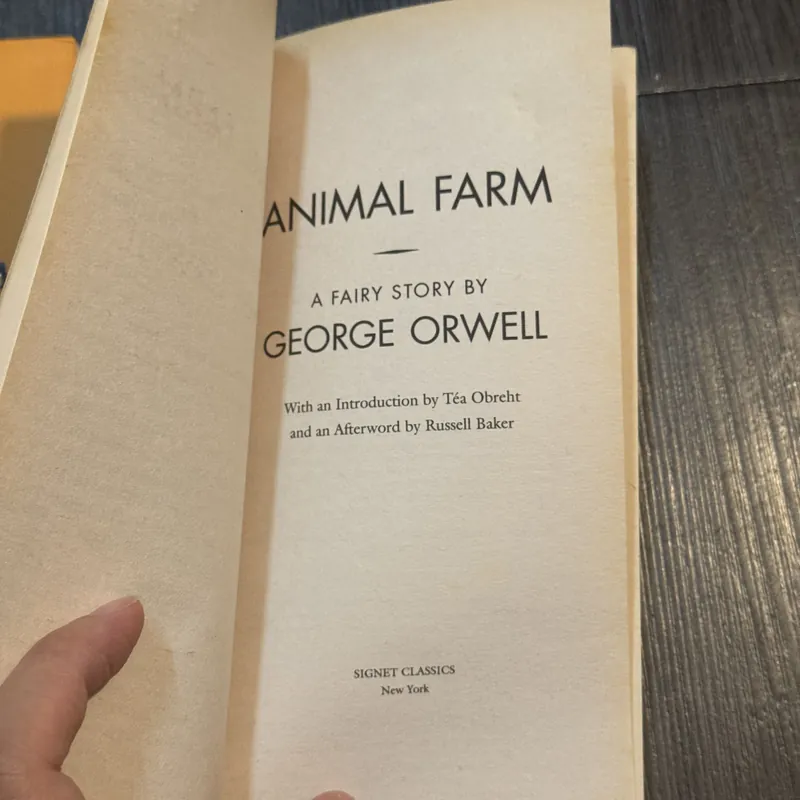 ANIMAL FARM
A FAIRY STORY BY
GEORGE ORWELL
With an Introduction by Téa Obreht
and an Afterword by Russell Baker
SIGNET CLASSICS
New York